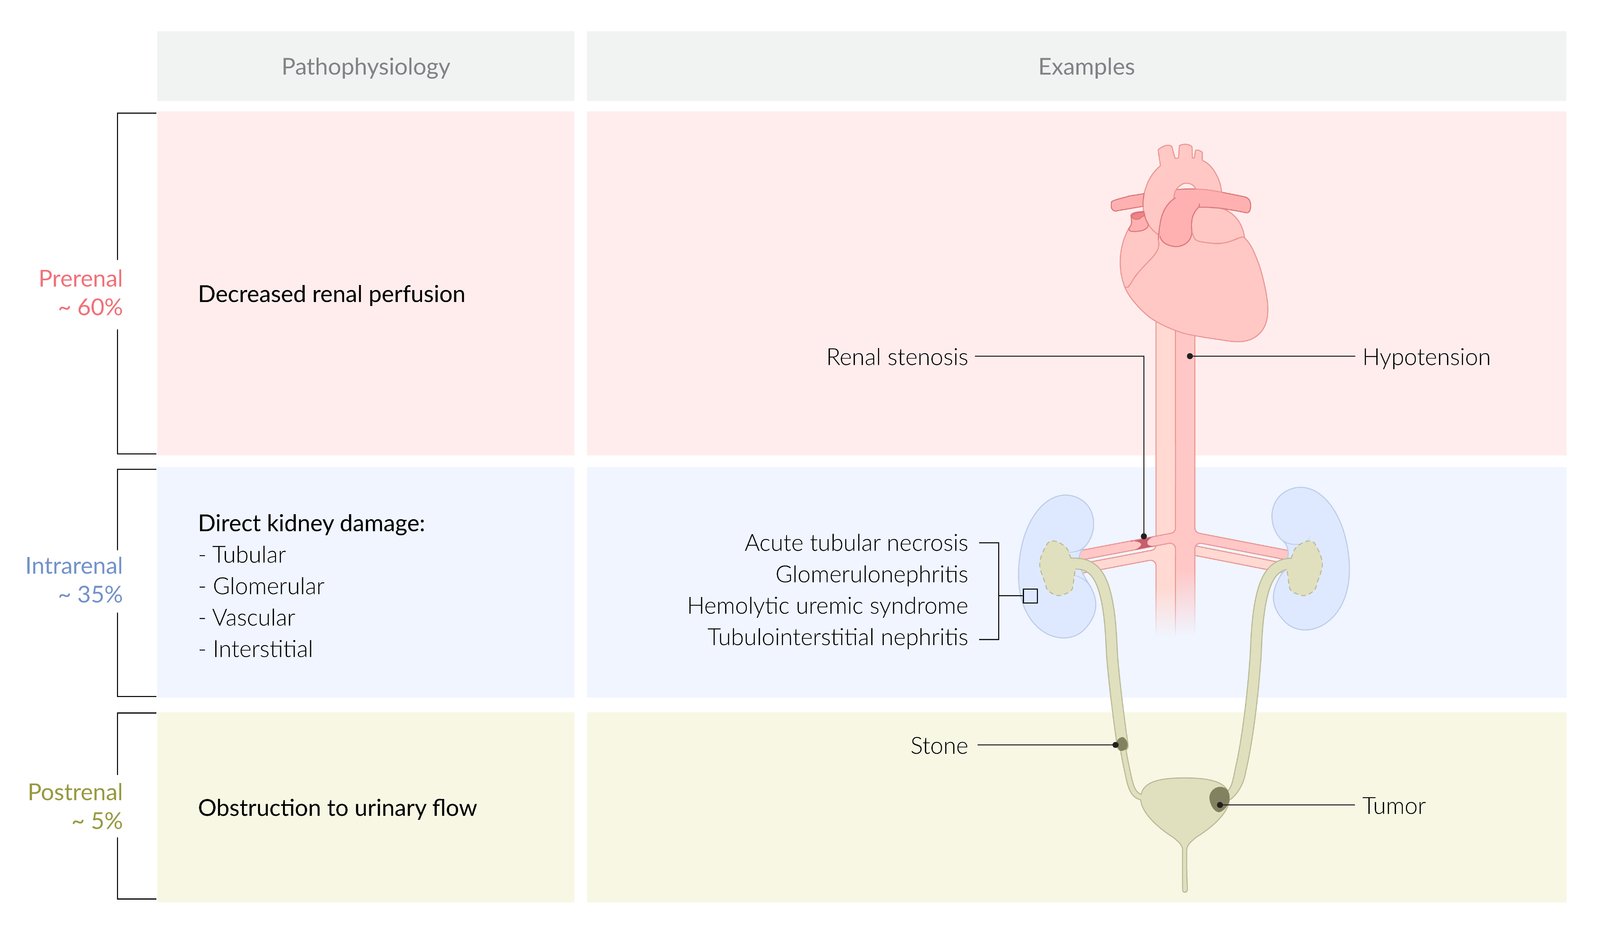 Pathophysiology
Examples
Prerenal
~ 60%
Decreased renal perfusion
Renal stenosis
Hypotension
Intrarenal
~ 35%
Direct kidney damage:
- Tubular
- Glomerular
- Vascular
- Interstitial
Acute tubular necrosis
Glomerulonephritis
Hemolytic uremic syndrome
Tubulointerstitial nephritis
Postrenal
~ 5%
Obstruction to urinary flow
Stone
Tumor